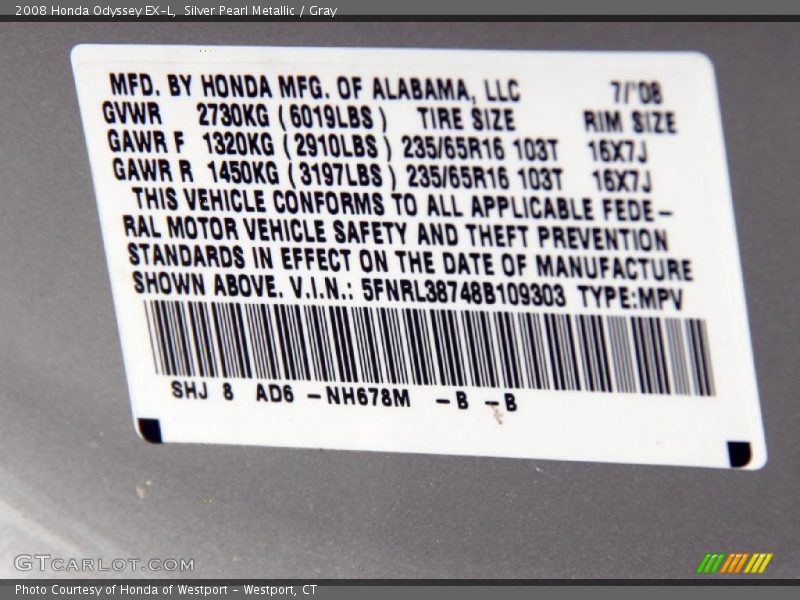 2008 Honda Odyssey EX-L, Silver Pearl Metallic / Gray
MFD. BY HONDA MFG. OF ALABAMA, LLC 7/'08
GVWR 2730KG (6019LBS) TIRE SIZE RIM SIZE
GAWR F 1320KG (2910LBS) 235/65R16 103T 16X7J
GAWR R 1450KG (3197LBS) 235/65R16 103T 16X7J
THIS VEHICLE CONFORMS TO ALL APPLICABLE FEDE-
RAL MOTOR VEHICLE SAFETY AND THEFT PREVENTION
STANDARDS IN EFFECT ON THE DATE OF MANUFACTURE
SHOWN ABOVE. V.I.N.: 5FNRL38748B109303 TYPE:MPV
SHJ 8 AD6 -NH678M -B -B
GTCARLOT.COM
Photo Courtesy of Honda of Westport - Westport, CT